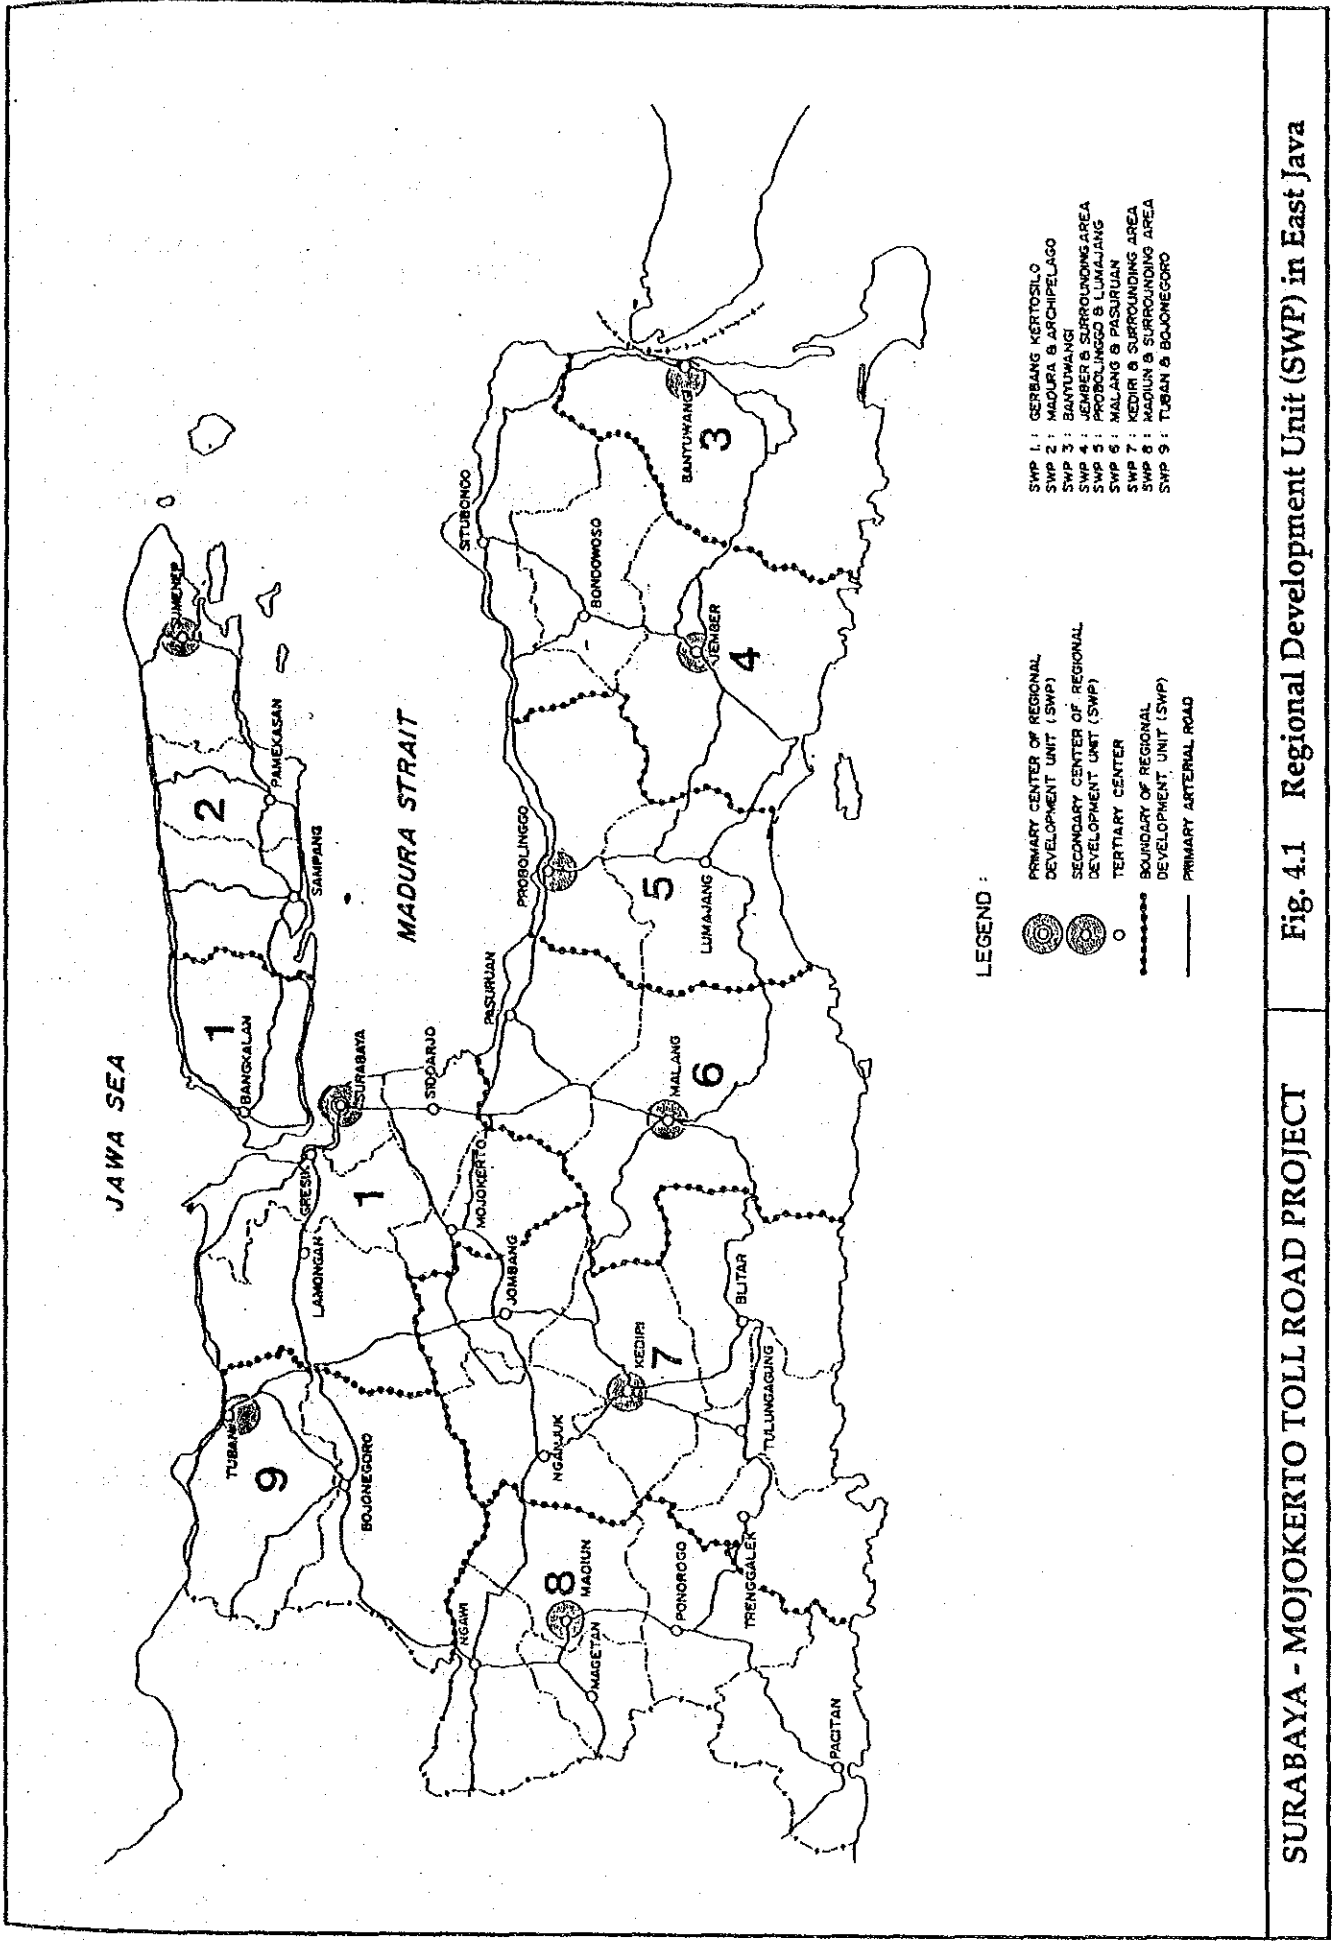 JAWA SEA
MADURA STRAIT
TUBAN
9
BOJONEGORO
LAMONGAN
GRESIK
1
SURABAYA
SIDOARJO
BANGKALAN
1
SAMPANG
2
PAMEKASAN
SUMENEP
NGAWI
8
MADIUN
MAGETAN
PONOROGO
TRENGGALEK
PACITAN
NGANJUK
KEDIRI
7
JOMBANG
MOJOKERTO
BLITAR
TULUNGAGUNG
PASURUAN
MALANG
6
PROBOLINGGO
5
LUMAJANG
SITUBONDO
BONDOWOSO
JEMBER
4
BANYUWANGI
3
LEGEND :
PRIMARY CENTER OF REGIONAL
DEVELOPMENT UNIT (SWP)
SECONDARY CENTER OF REGIONAL
DEVELOPMENT UNIT (SWP)
TERTIARY CENTER
BOUNDARY OF REGIONAL
DEVELOPMENT UNIT (SWP)
PRIMARY ARTERIAL ROAD
SWP 1 : GERBANG KERTOSILO
SWP 2 : MADURA & ARCHIPELAGO
SWP 3 : BANYUWANGI
SWP 4 : JEMBER & SURROUNDING AREA
SWP 5 : PROBOLINGGO & LUMAJANG
SWP 6 : MALANG & PASURUAN
SWP 7 : KEDIRI & SURROUNDING AREA
SWP 8 : MADIUN & SURROUNDING AREA
SWP 9 : TUBAN & BOJONEGORO
SURABAYA - MOJOKERTO TOLL ROAD PROJECT
Fig. 4.1 Regional Development Unit (SWP) in East Java